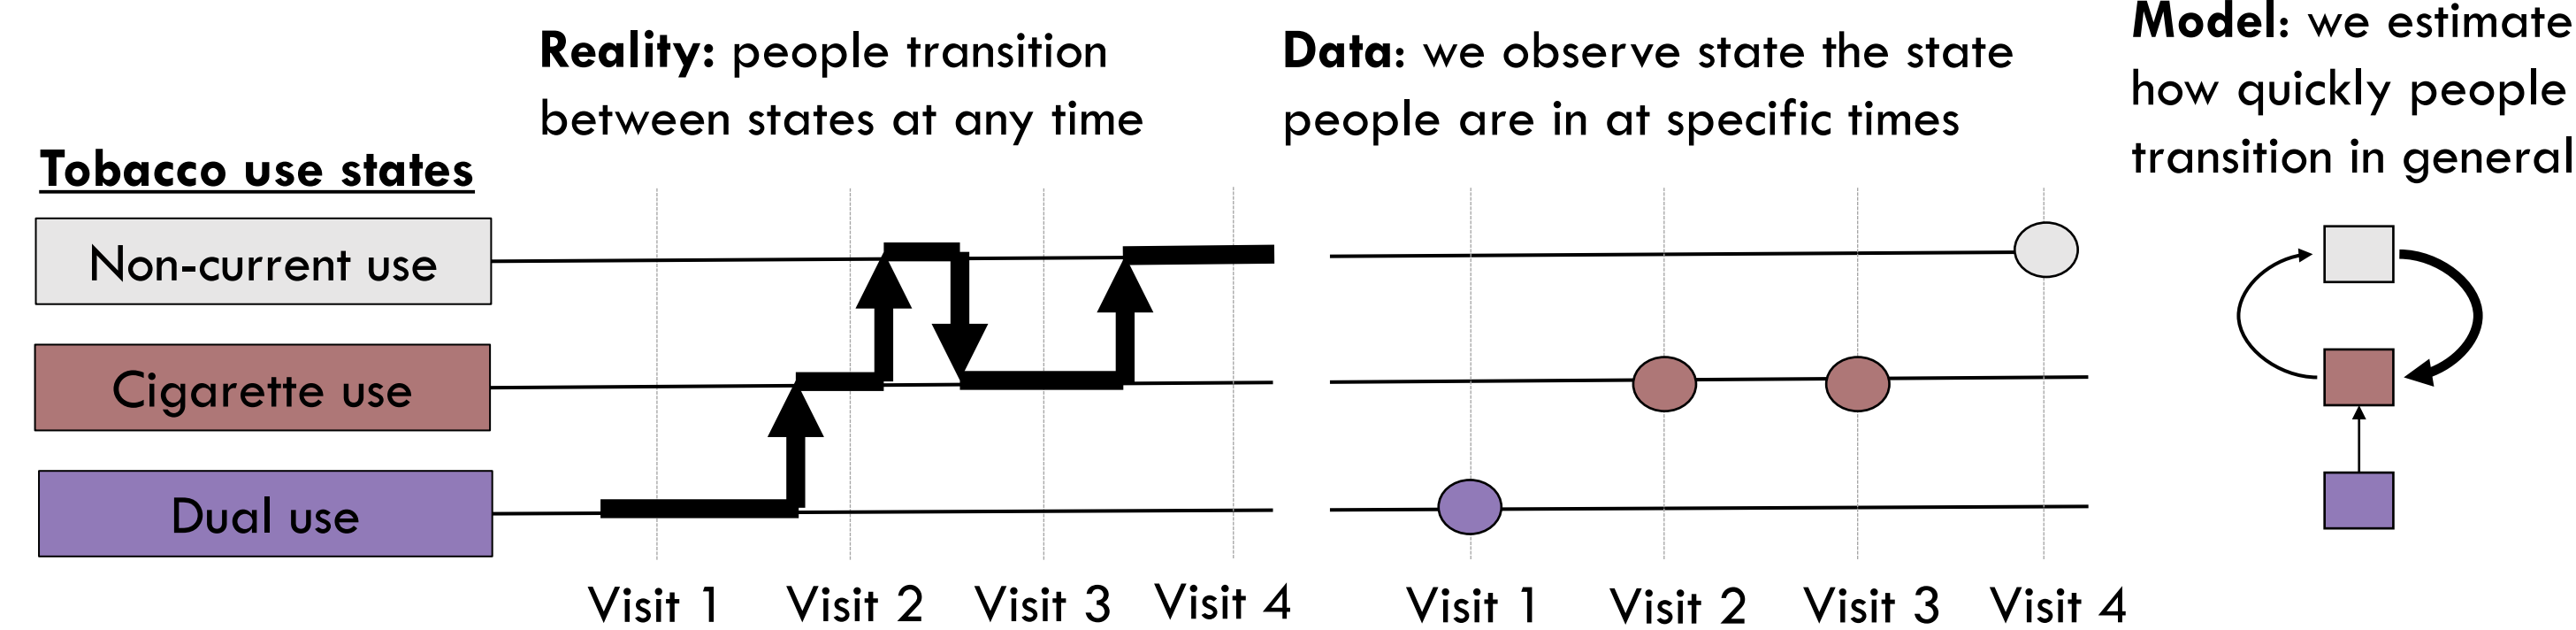 Reality: people transition
between states at any time
Data: we observe state the state
people are in at specific times
Model: we estimate
how quickly people
transition in general
Tobacco use states
Non-current use
Cigarette use
Dual use
Visit 1 Visit 2 Visit 3 Visit 4
Visit 1 Visit 2 Visit 3 Visit 4